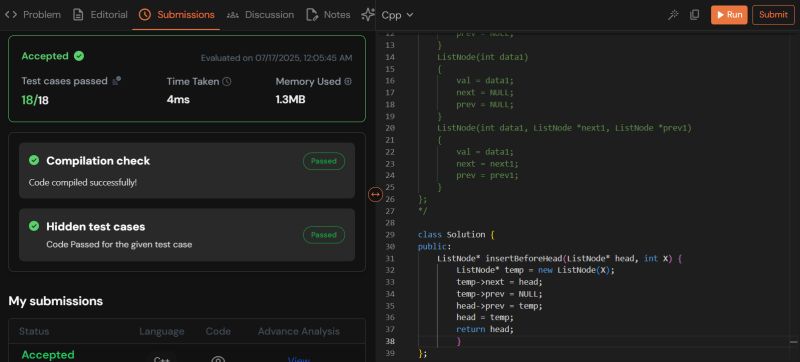 Problem Editorial Submissions Discussion Notes
Accepted
Evaluated on 07/17/2025, 12:05:45 AM
Test cases passed Time Taken Memory Used
18/18 4ms 1.3MB
Compilation check
Passed
Code compiled successfully!
Hidden test cases
Passed
Code Passed for the given test case
My submissions
Status Language Code Advance Analysis
Accepted C++ View
Cpp Run Submit
12 prev = NULL;
13 }
14 ListNode(int data1)
15 {
16 val = data1;
17 next = NULL;
18 prev = NULL;
19 }
20 ListNode(int data1, ListNode *next1, ListNode *prev1)
21 {
22 val = data1;
23 next = next1;
24 prev = prev1;
25 }
26 };
27 */
28
29 class Solution {
30 public:
31 ListNode* insertBeforeHead(ListNode* head, int X) {
32 ListNode* temp = new ListNode(X);
33 temp->next = head;
34 temp->prev = NULL;
35 head->prev = temp;
36 head = temp;
37 return head;
38 }
39 };